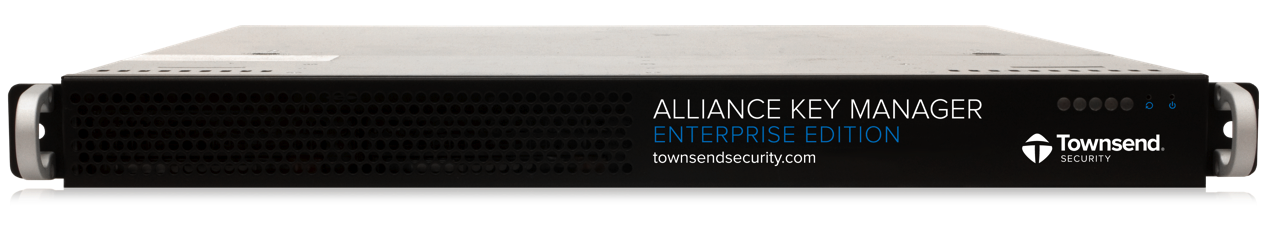 ALLIANCE KEY MANAGER
ENTERPRISE EDITION
townsendsecurity.com
Townsend®
SECURITY